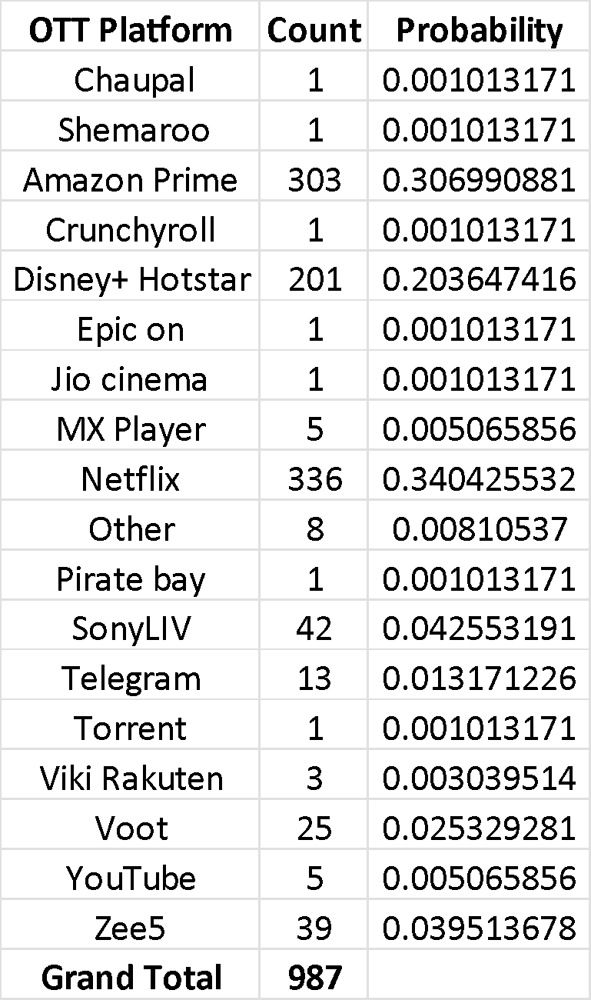 OTT Platform Count Probability
Chaupal 1 0.001013171
Shemaroo 1 0.001013171
Amazon Prime 303 0.306990881
Crunchyroll 1 0.001013171
Disney+ Hotstar 201 0.203647416
Epic on 1 0.001013171
Jio cinema 1 0.001013171
MX Player 5 0.005065856
Netflix 336 0.340425532
Other 8 0.00810537
Pirate bay 1 0.001013171
SonyLIV 42 0.042553191
Telegram 13 0.013171226
Torrent 1 0.001013171
Viki Rakuten 3 0.003039514
Voot 25 0.025329281
YouTube 5 0.005065856
Zee5 39 0.039513678
Grand Total 987